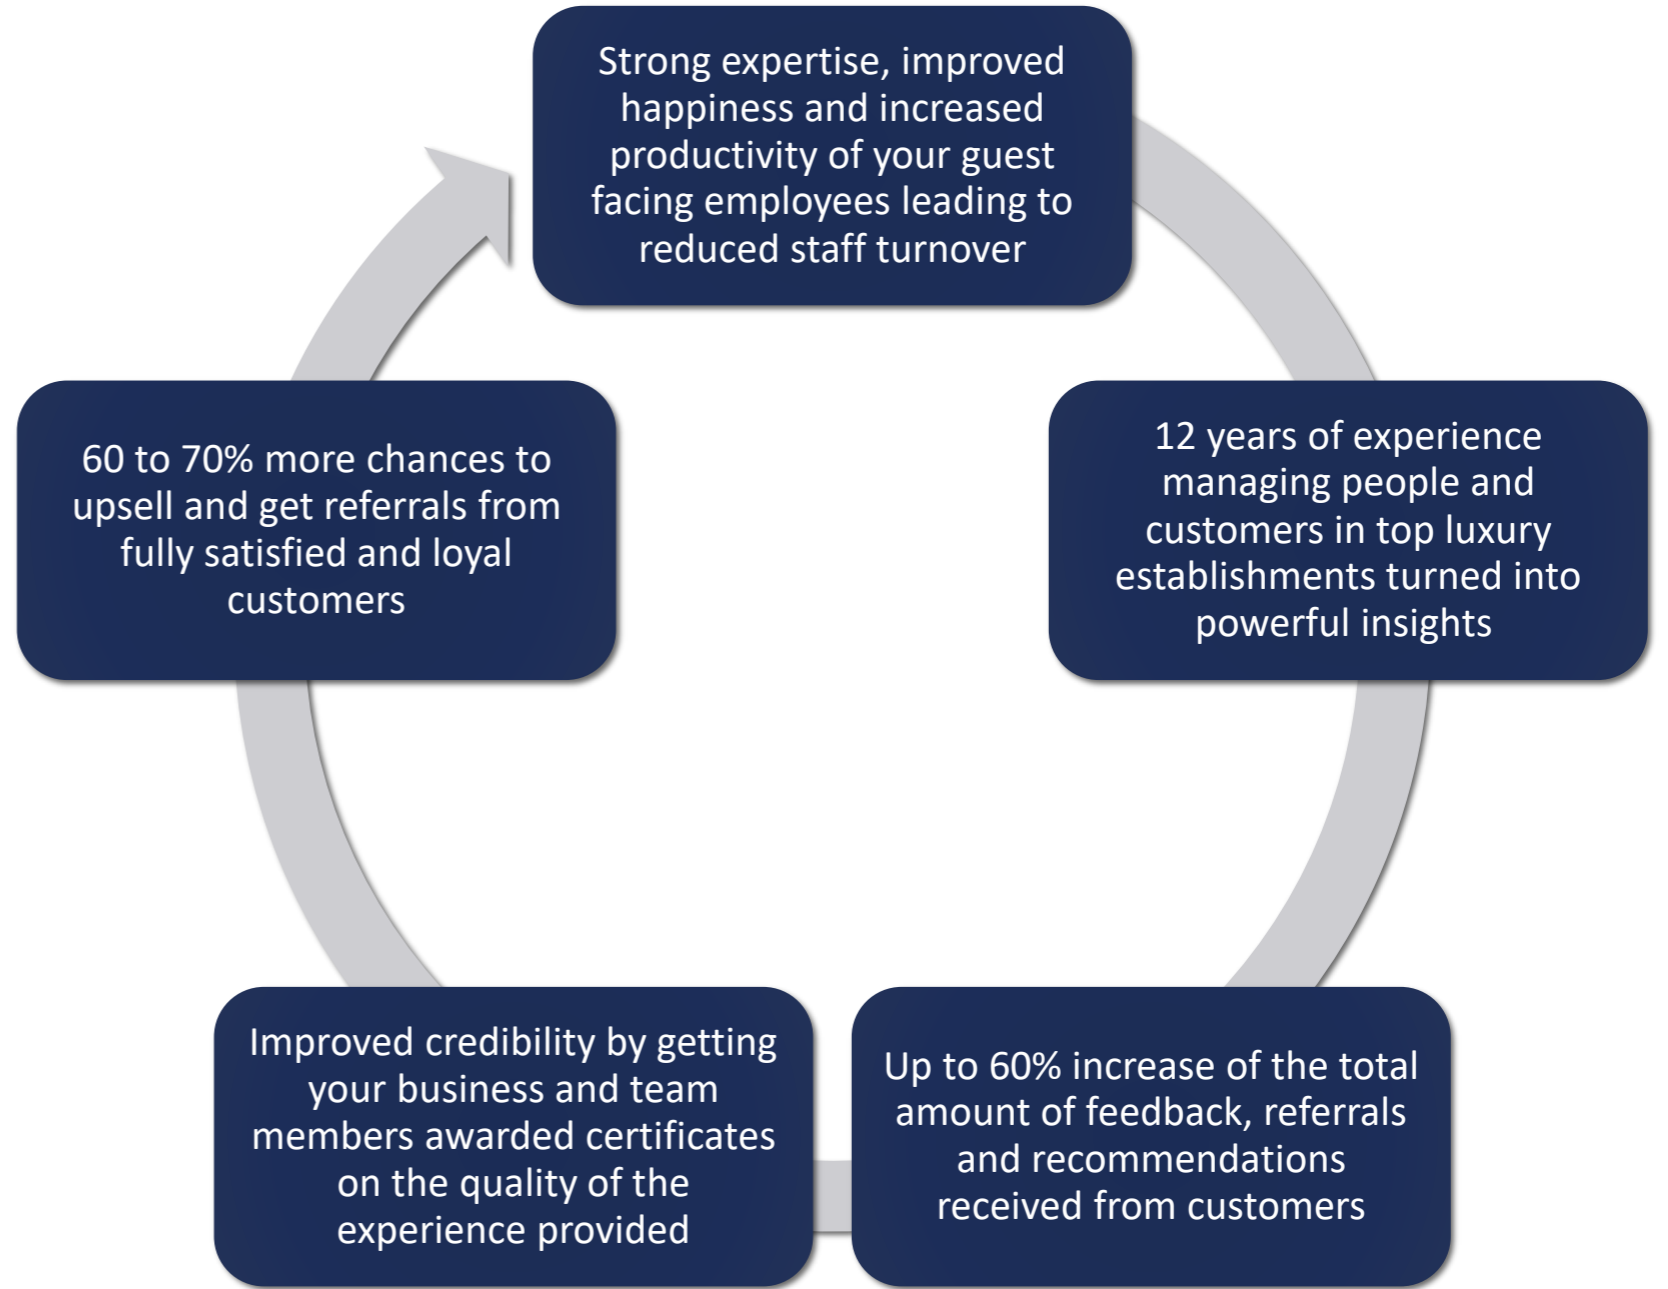 Strong expertise, improved
happiness and increased
productivity of your guest
facing employees leading to
reduced staff turnover
12 years of experience
managing people and
customers in top luxury
establishments turned into
powerful insights
Up to 60% increase of the total
amount of feedback, referrals
and recommendations
received from customers
Improved credibility by getting
your business and team
members awarded certificates
on the quality of the
experience provided
60 to 70% more chances to
upsell and get referrals from
fully satisfied and loyal
customers